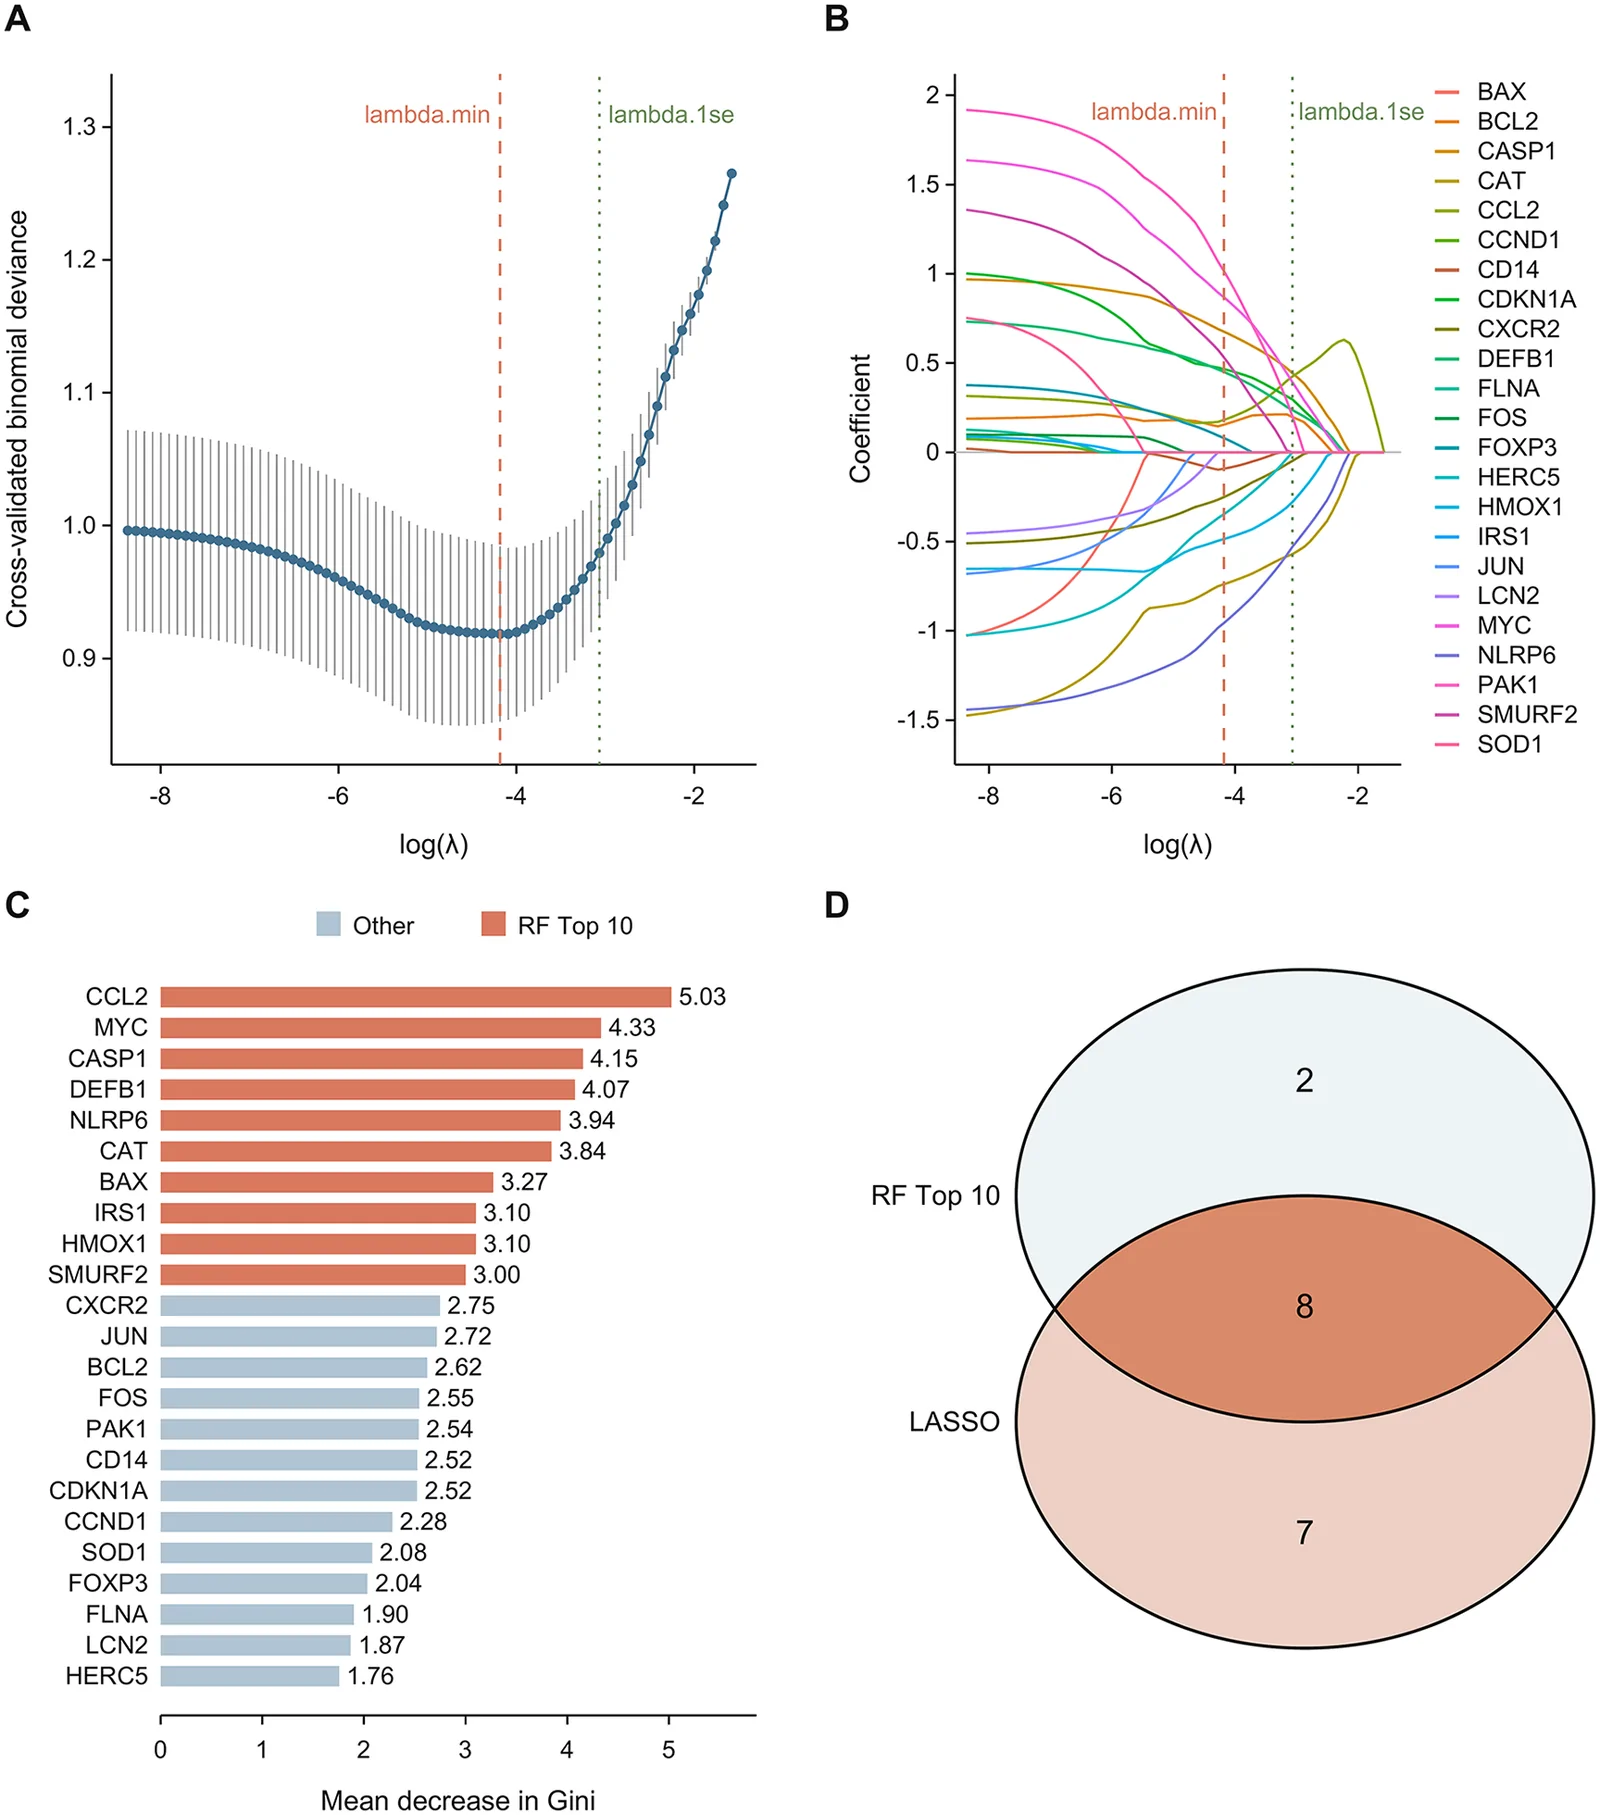 A
lambda.min
lambda.1se
1.3
1.2
1.1
1.0
0.9
Cross-validated binomial deviance
-8 -6 -4 -2
log(λ)
B
lambda.min
lambda.1se
2
1.5
1
0.5
0
-0.5
-1
-1.5
Coefficient
-8 -6 -4 -2
log(λ)
BAX
BCL2
CASP1
CAT
CCL2
CCND1
CD14
CDKN1A
CXCR2
DEFB1
FLNA
FOS
FOXP3
HERC5
HMOX1
IRS1
JUN
LCN2
MYC
NLRP6
PAK1
SMURF2
SOD1
C
Other RF Top 10
CCL2 5.03
MYC 4.33
CASP1 4.15
DEFB1 4.07
NLRP6 3.94
CAT 3.84
BAX 3.27
IRS1 3.10
HMOX1 3.10
SMURF2 3.00
CXCR2 2.75
JUN 2.72
BCL2 2.62
FOS 2.55
PAK1 2.54
CD14 2.52
CDKN1A 2.52
CCND1 2.28
SOD1 2.08
FOXP3 2.04
FLNA 1.90
LCN2 1.87
HERC5 1.76
0 1 2 3 4 5
Mean decrease in Gini
D
2
RF Top 10
8
LASSO
7